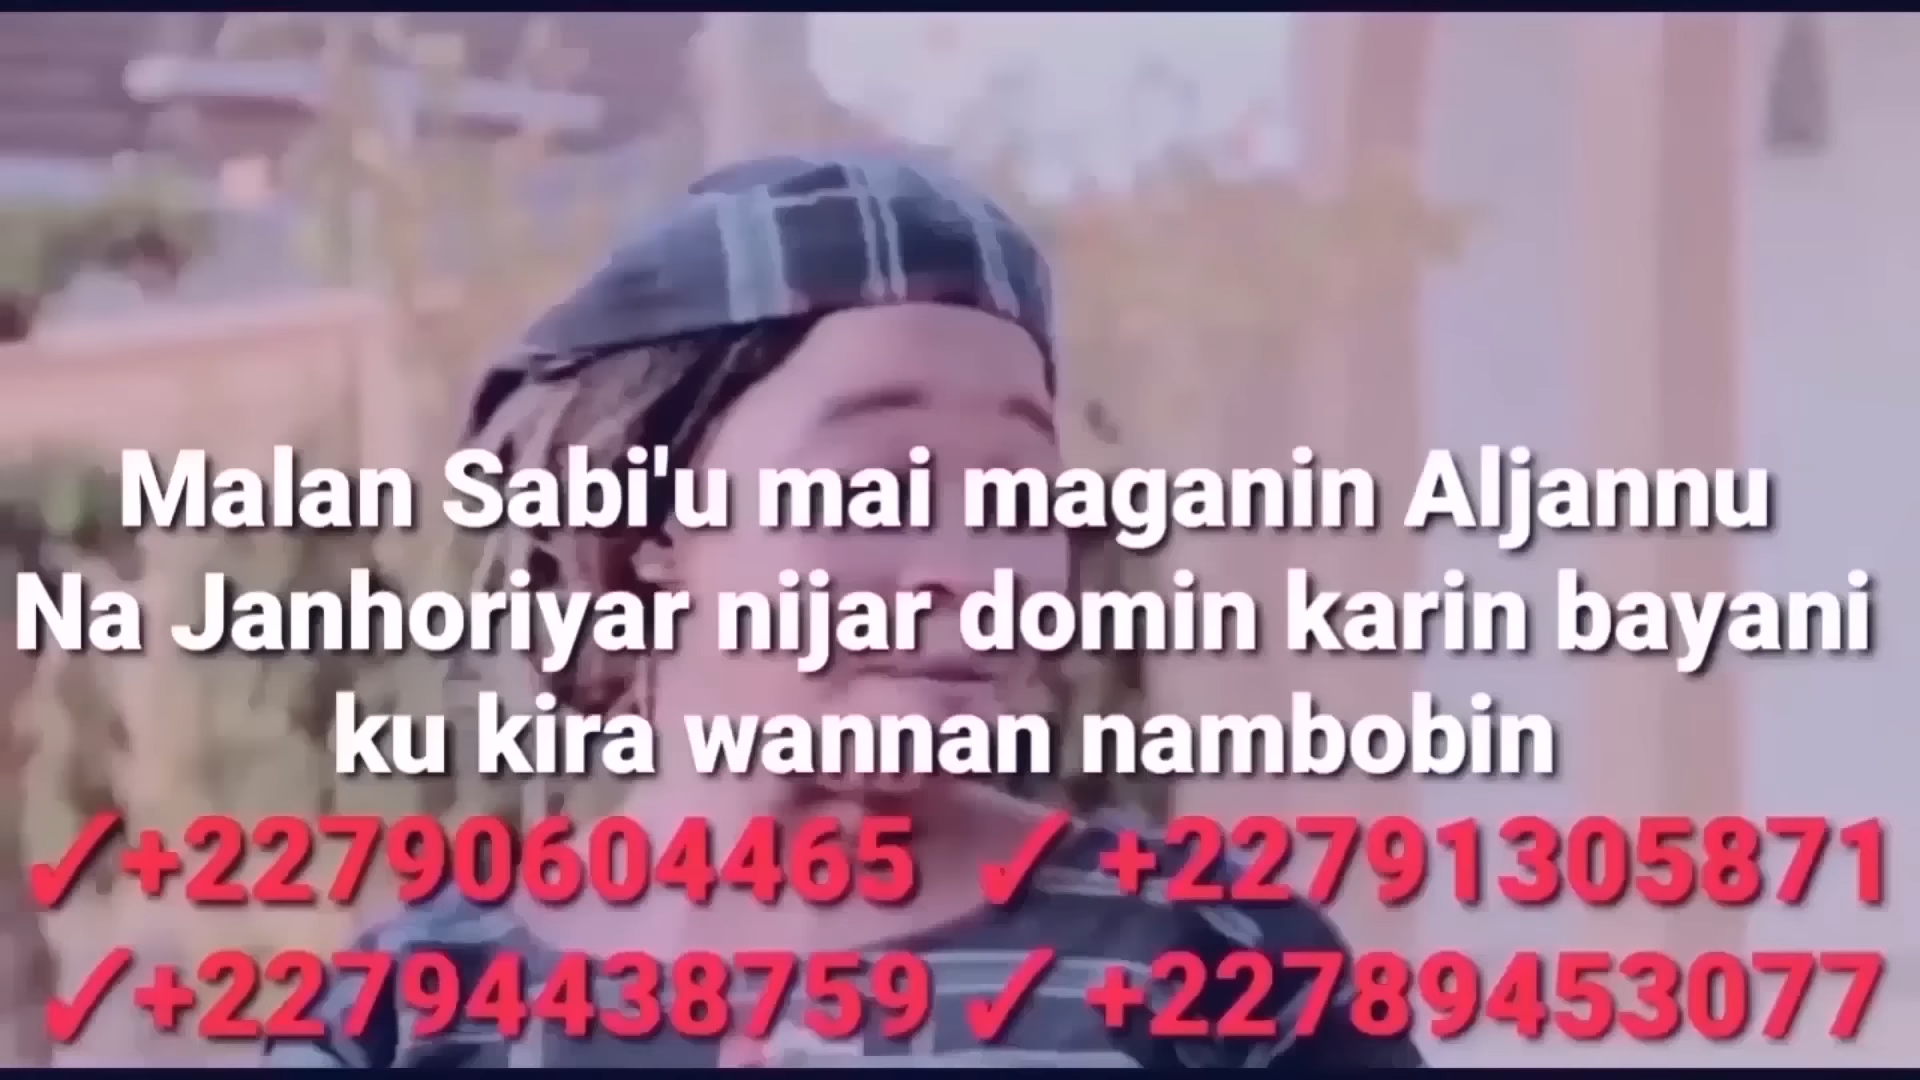 Malan Sabi'u mai maganin Aljannu
Na Janhoriyar nijar domin karin bayani
ku kira wannan nambobin
✓+22790604465 ✓ +22791305871
✓+22794438759 ✓ +22789453077